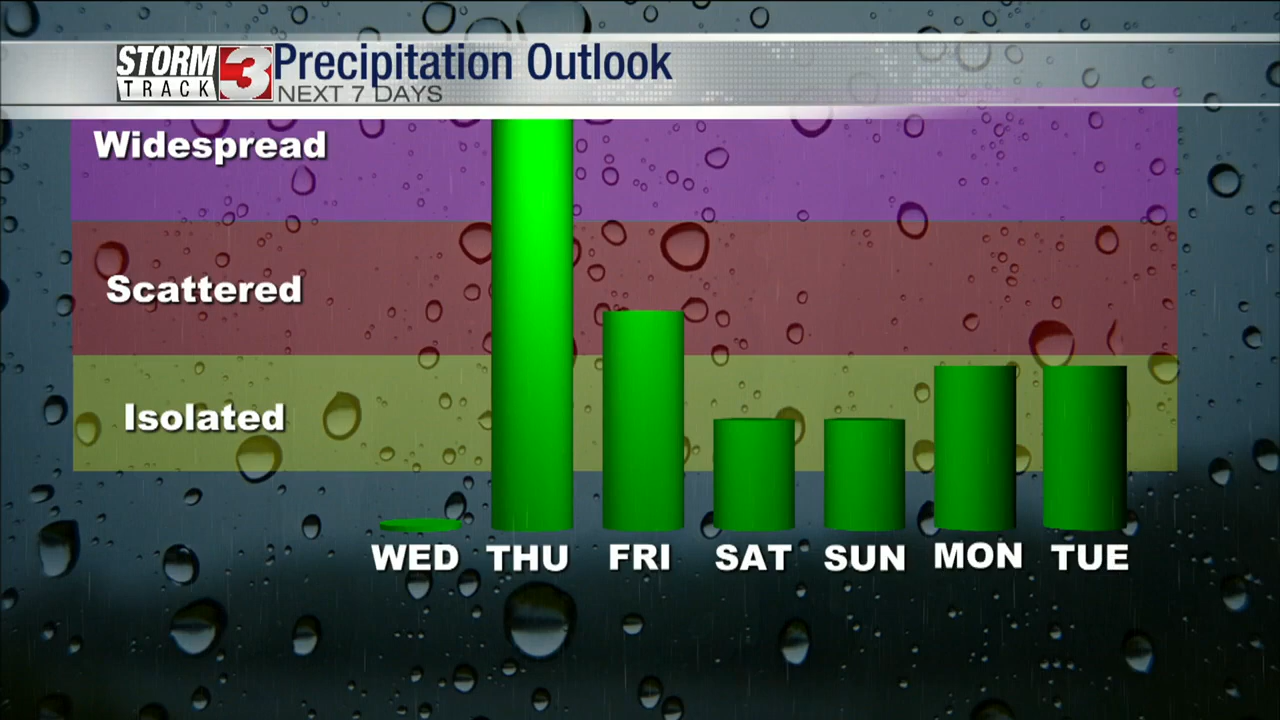 STORM
TRACK 3
Precipitation Outlook
NEXT 7 DAYS
Widespread
Scattered
Isolated
WED THU FRI SAT SUN MON TUE